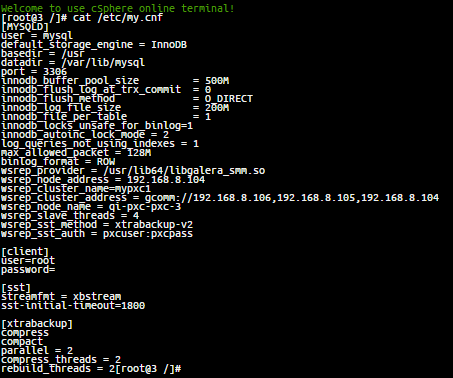 Welcome to use cSphere online terminal!
[root@3 /]# cat /etc/my.cnf
[MYSQLD]
user = mysql
default_storage_engine = InnoDB
basedir = /usr
datadir = /var/lib/mysql
port = 3306
innodb_buffer_pool_size         = 500M
innodb_flush_log_at_trx_commit  = 0
innodb_flush_method             = O_DIRECT
innodb_log_file_size            = 200M
innodb_file_per_table           = 1
innodb_locks_unsafe_for_binlog=1
innodb_autoinc_lock_mode = 2
log_queries_not_using_indexes = 1
max_allowed_packet = 128M
binlog_format = ROW
wsrep_provider = /usr/lib64/libgalera_smm.so
wsrep_node_address = 192.168.8.104
wsrep_cluster_name=mypxc1
wsrep_cluster_address = gcomm://192.168.8.106,192.168.8.105,192.168.8.104
wsrep_node_name = qi-pxc-pxc-3
wsrep_slave_threads = 4
wsrep_sst_method = xtrabackup-v2
wsrep_sst_auth = pxcuser:pxcpass
[client]
user=root
password=
[sst]
streamfmt = xbstream
sst-initial-timeout=1800
[xtrabackup]
compress
compact
parallel = 2
compress_threads = 2
rebuild_threads = 2[root@3 /]#